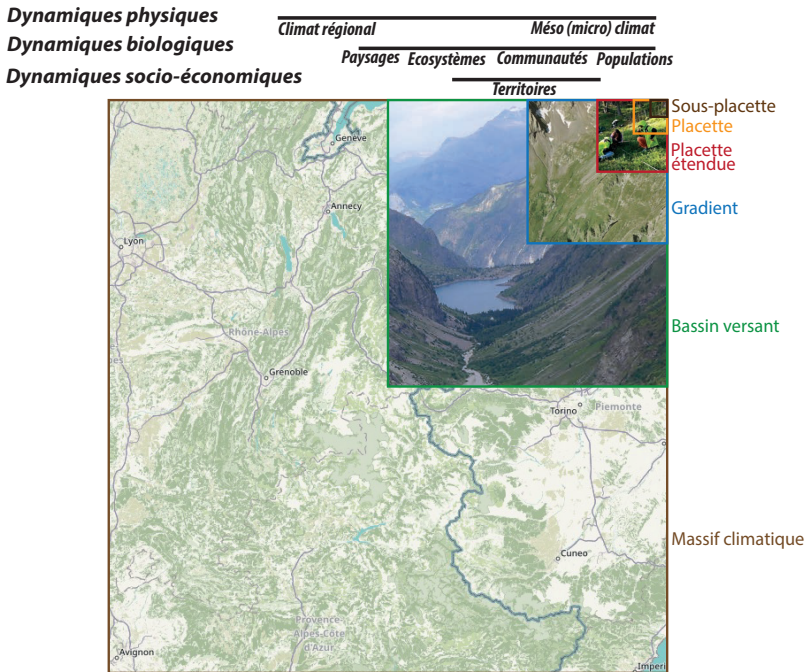 Dynamiques physiques
Climat régional
Méso (micro) climat
Dynamiques biologiques
Paysages
Ecosystèmes
Communautés
Populations
Dynamiques socio-économiques
Territoires
Sous-placette
Placette
Placette
étendue
Gradient
Bassin versant
Massif climatique
Genève
Annecy
Lyon
Rhône-Alpes
Grenoble
Torino
Piemonte
Cuneo
Provence
Alpes-Côte
d'Azur
Avignon
Imperi